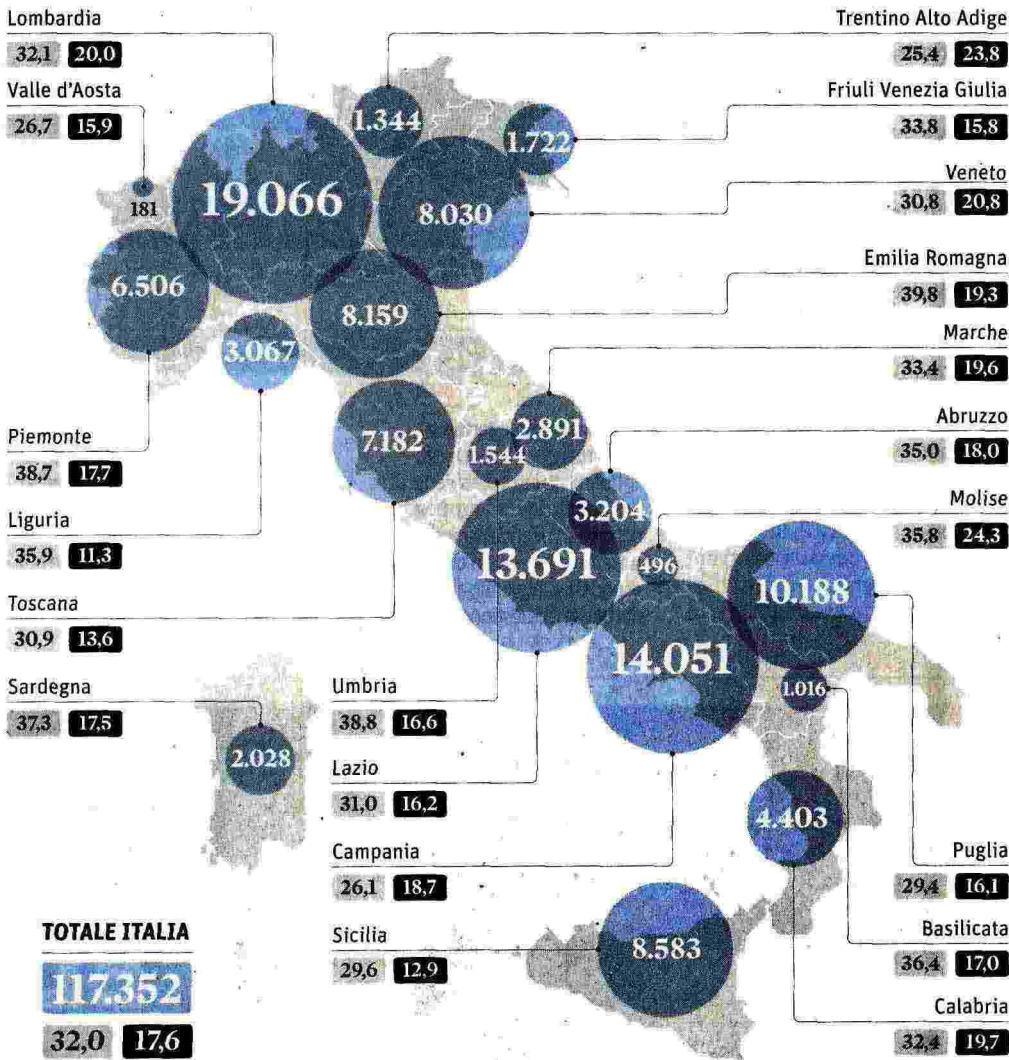 Lombardia
32,1 20,0
Valle d'Aosta
26,7 15,9
Trentino Alto Adige
25,4 23,8
Friuli Venezia Giulia
33,8 15,8
Veneto
30,8 20,8
Emilia Romagna
39,8 19,3
Marche
33,4 19,6
Abruzzo
35,0 18,0
Molise
35,8 24,3
1.344
1.722
19.066
8.030
181
6.506
8.159
3.067
7.182
2.891
1.544
3.204
13.691
496
10.188
14.051
1.016
2.028
4.403
8.583
Piemonte
38,7 17,7
Liguria
35,9 11,3
Toscana
30,9 13,6
Sardegna
37,3 17,5
Umbria
38,8 16,6
Lazio
31,0 16,2
Campania
26,1 18,7
Sicilia
29,6 12,9
Puglia
29,4 16,1
Basilicata
36,4 17,0
Calabria
32,4 19,7
TOTALE ITALIA
117.352
32,0 17,6